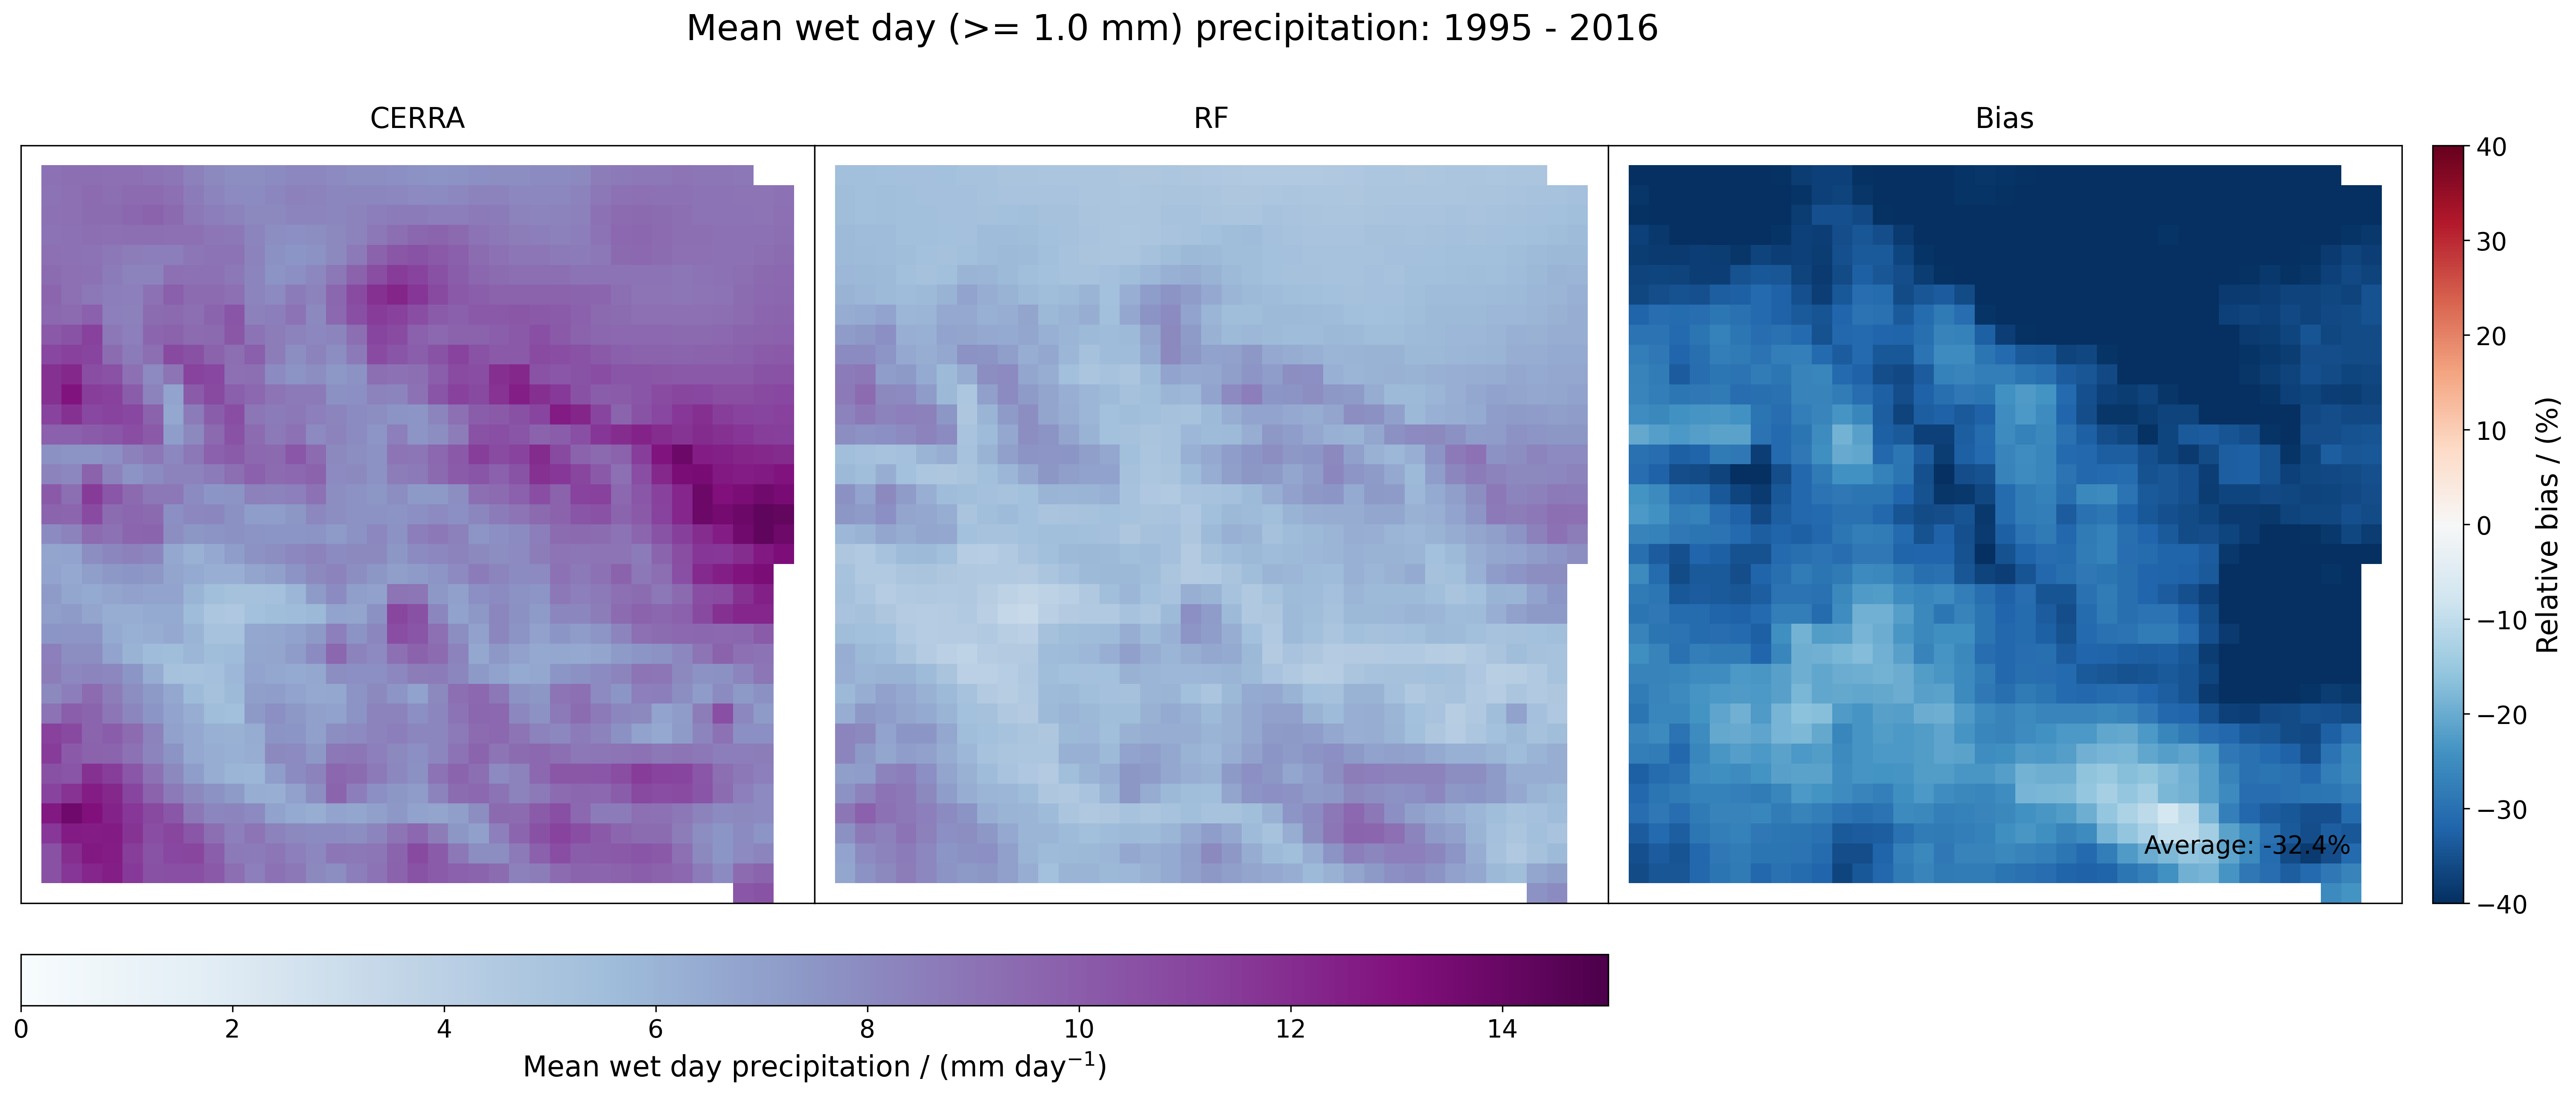 Mean wet day (>= 1.0 mm) precipitation: 1995 - 2016
CERRA
RF
Bias
40
30
20
10
0
−10
−20
−30
−40
Relative bias / (%)
Average: -32.4%
0 2 4 6 8 10 12 14
Mean wet day precipitation / (mm day⁻¹)